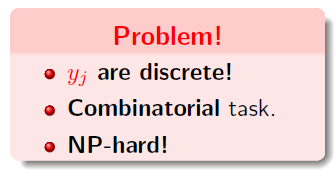 Problem!
y_j are discrete!
Combinatorial task.
NP-hard!